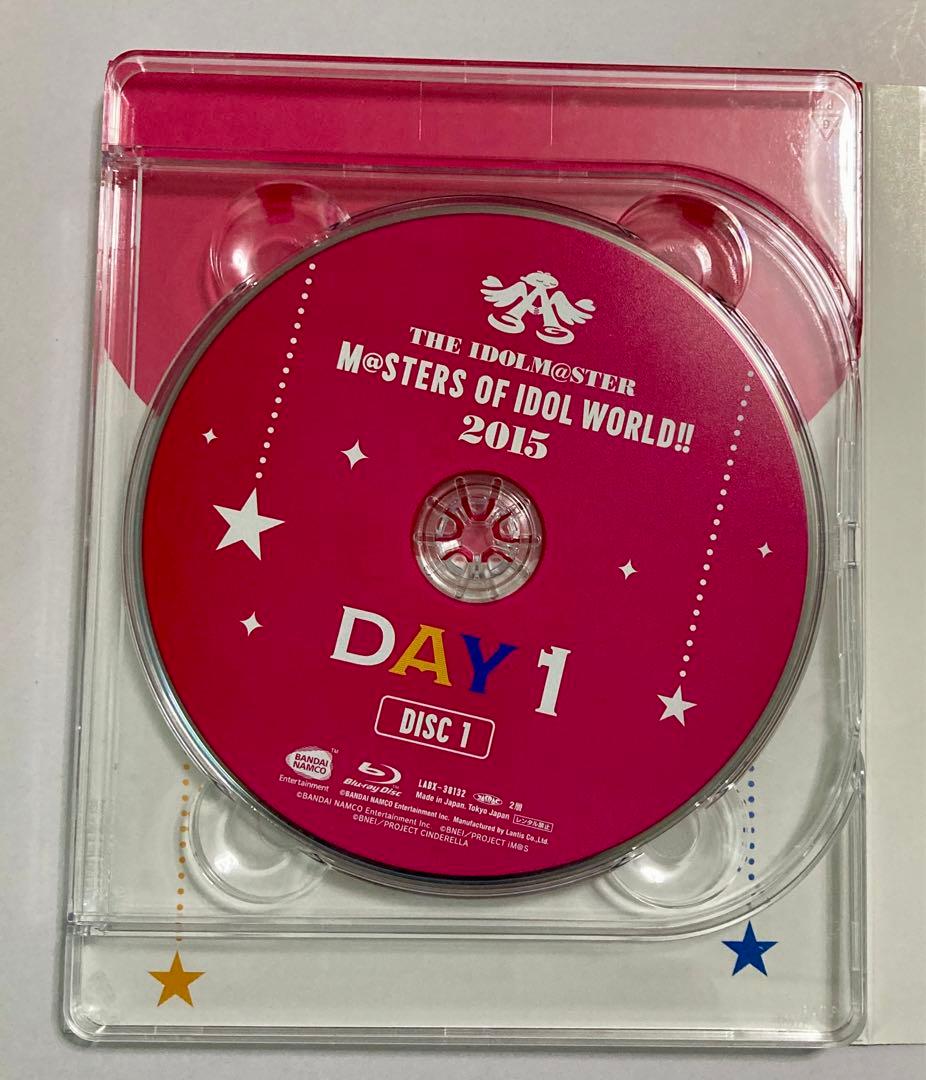 THE IDOLM@STER
M@STERS OF IDOL WORLD!!
2015
DAY 1
DISC 1
BANDAI NAMCO Entertainment ™
Blu-ray Disc™
LABX-38132
2層
Made in Japan. Tokyo Japan レンタル禁止
©BANDAI NAMCO Entertainment Inc. Manufactured by Lantis Co.,Ltd.
©BANDAI NAMCO Entertainment Inc. ©BNEI／PROJECT iM@S
©BNEI／PROJECT CINDERELLA